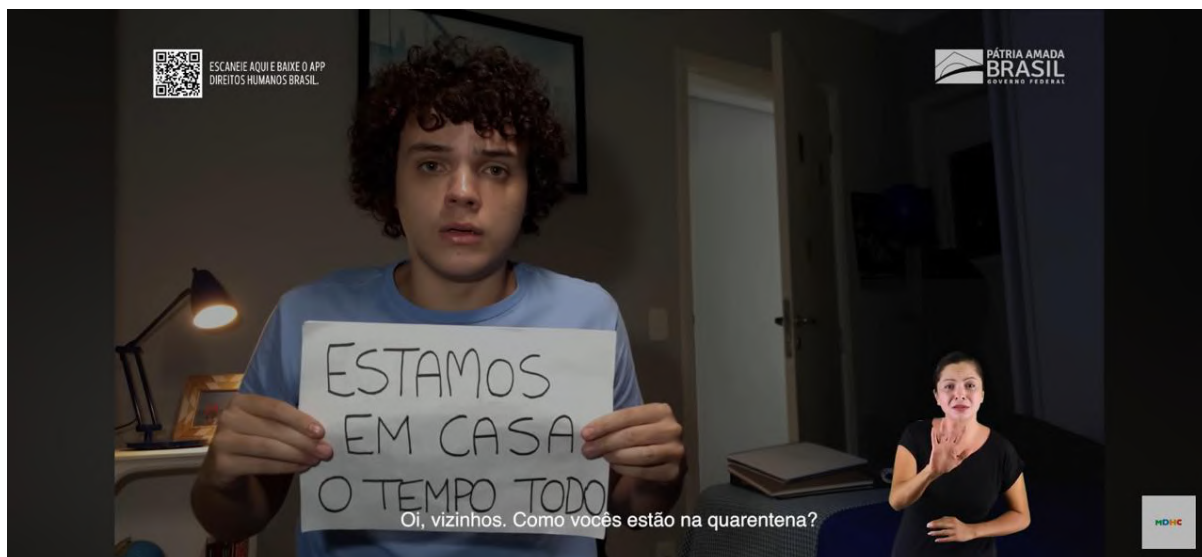 ESCANEIE AQUI E BAIXE O APP
DIREITOS HUMANOS BRASIL.
PÁTRIA AMADA
BRASIL
GOVERNO FEDERAL
ESTAMOS
EM CASA
O TEMPO TODO
Oi, vizinhos. Como vocês estão na quarentena?
MDHC